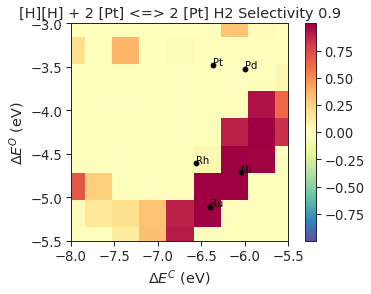 [H][H] + 2 [Pt] <=> 2 [Pt] H2 Selectivity 0.9
−3.0
−3.5
−4.0
−4.5
−5.0
−5.5
ΔE^O (eV)
Pt
Pd
Rh
Ni
Ru
−8.0 −7.5 −7.0 −6.5 −6.0 −5.5
ΔE^C (eV)
0.75
0.50
0.25
0.00
−0.25
−0.50
−0.75